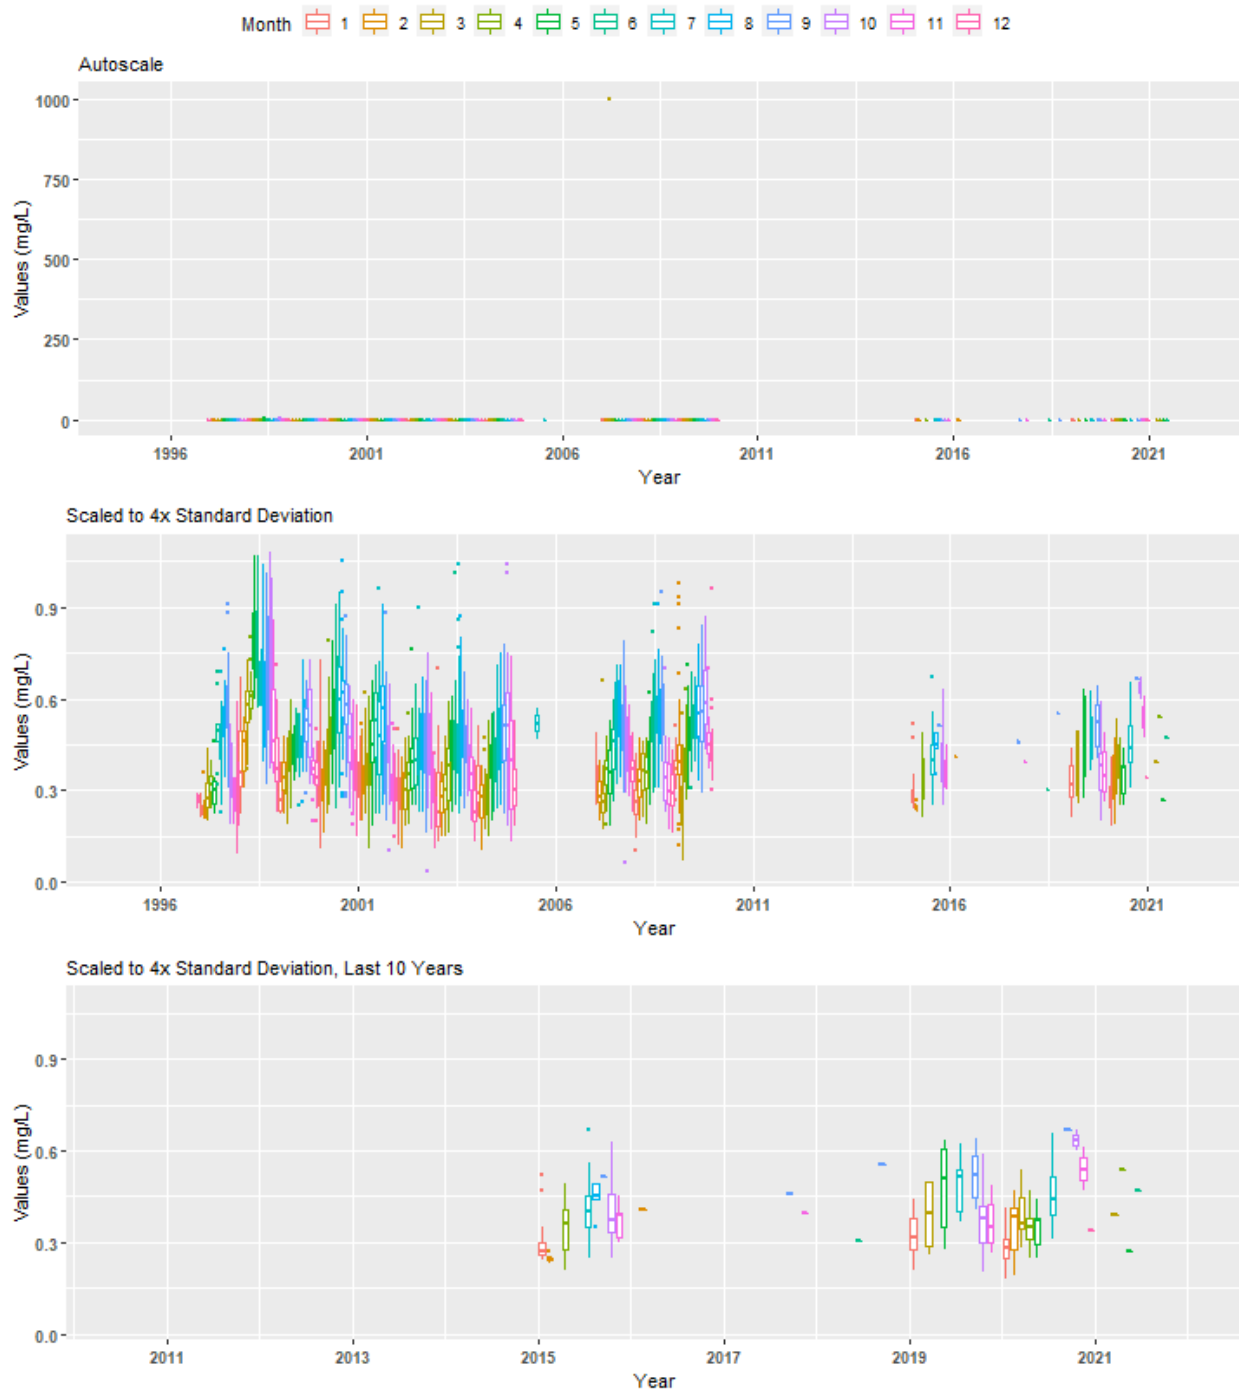 Month 1 2 3 4 5 6 7 8 9 10 11 12
Autoscale
Values (mg/L)
1000
750
500
250
0
1996 2001 2006 2011 2016 2021
Year
Scaled to 4x Standard Deviation
Values (mg/L)
0.9
0.6
0.3
0.0
1996 2001 2006 2011 2016 2021
Year
Scaled to 4x Standard Deviation, Last 10 Years
Values (mg/L)
0.9
0.6
0.3
0.0
2011 2013 2015 2017 2019 2021
Year